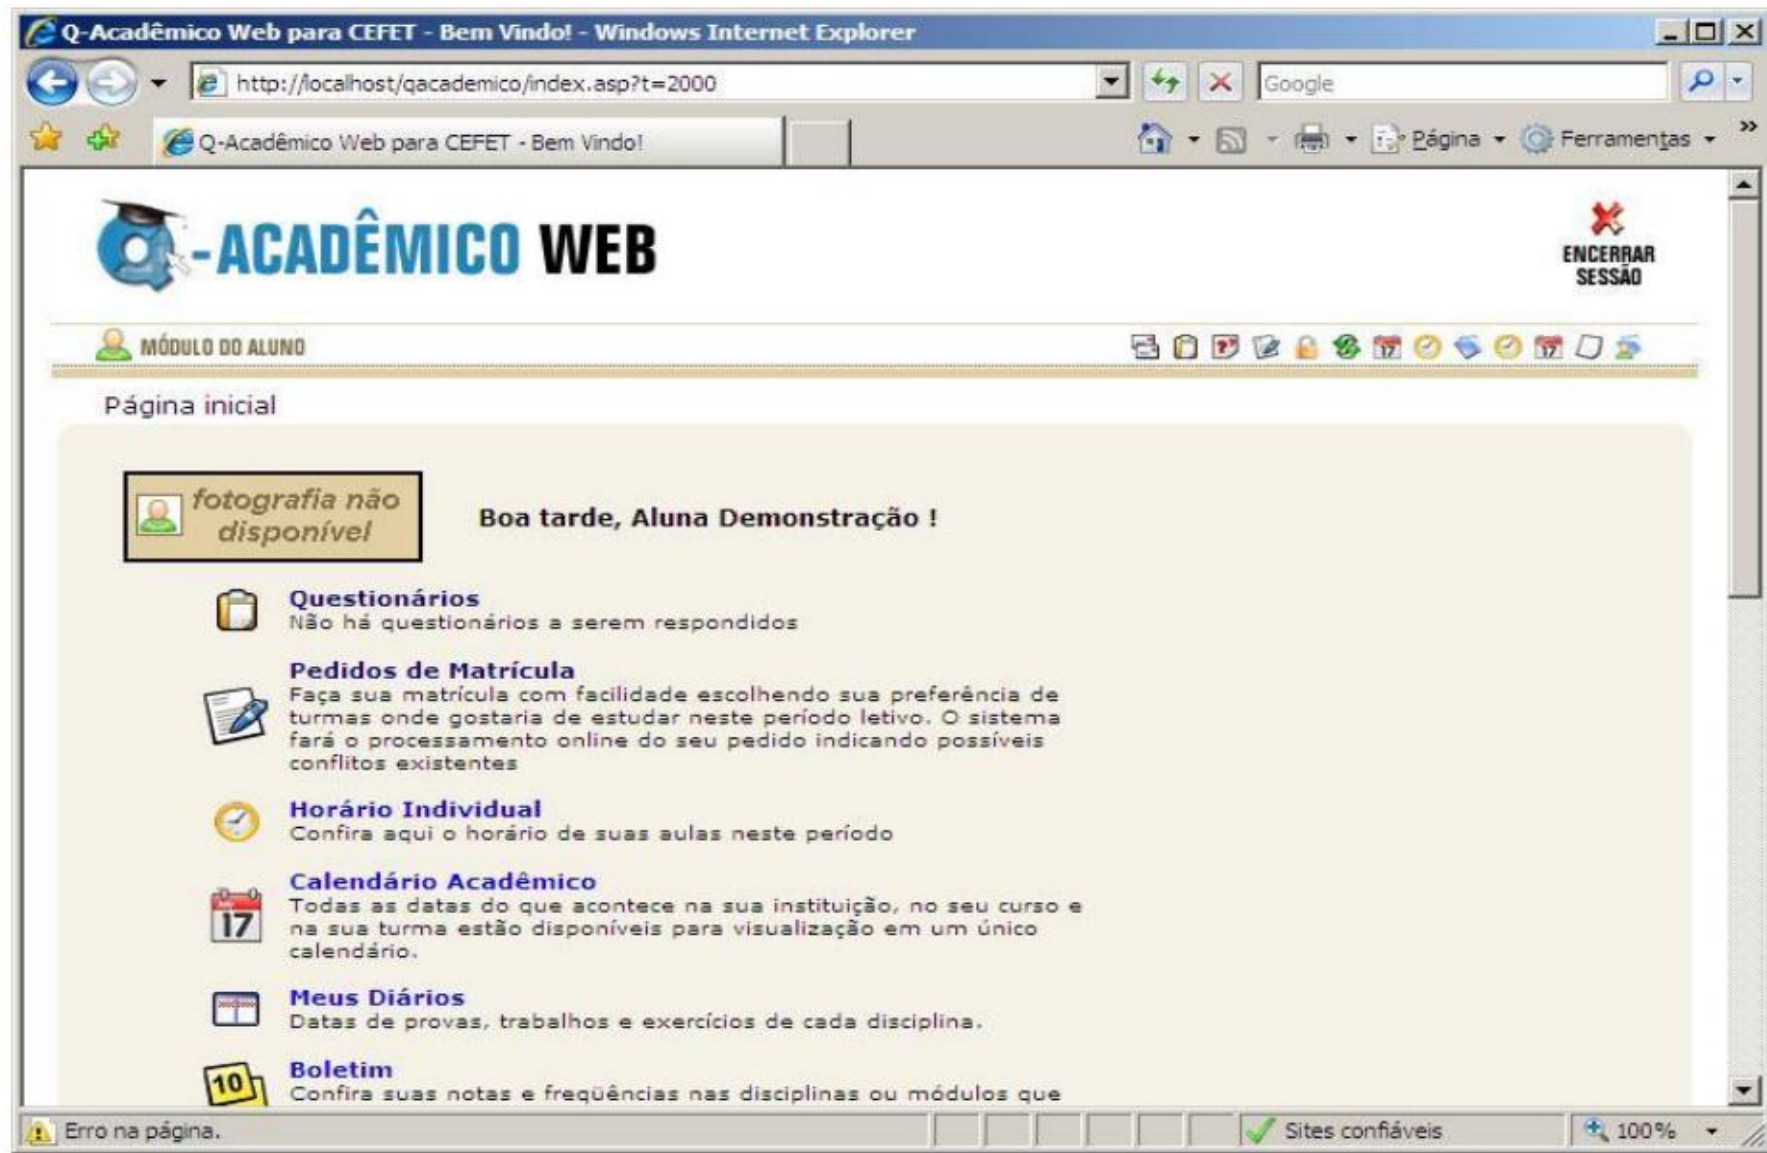 Q-Acadêmico Web para CEFET - Bem Vindo! - Windows Internet Explorer
http://localhost/qacademico/index.asp?t=2000
Google
Q-Acadêmico Web para CEFET - Bem Vindo!
Página
Ferramentas
Q-ACADÊMICO WEB
ENCERRAR
SESSÃO
MÓDULO DO ALUNO
17
17
Página inicial
fotografia não
disponível
Boa tarde, Aluna Demonstração !
Questionários
Não há questionários a serem respondidos
Pedidos de Matrícula
Faça sua matrícula com facilidade escolhendo sua preferência de
turmas onde gostaria de estudar neste período letivo. O sistema
fará o processamento online do seu pedido indicando possíveis
conflitos existentes
Horário Individual
Confira aqui o horário de suas aulas neste período
Calendário Acadêmico
17
Todas as datas do que acontece na sua instituição, no seu curso e
na sua turma estão disponíveis para visualização em um único
calendário.
Meus Diários
Datas de provas, trabalhos e exercícios de cada disciplina.
Boletim
10
Confira suas notas e freqüências nas disciplinas ou módulos que
Erro na página.
Sites confiáveis
100%